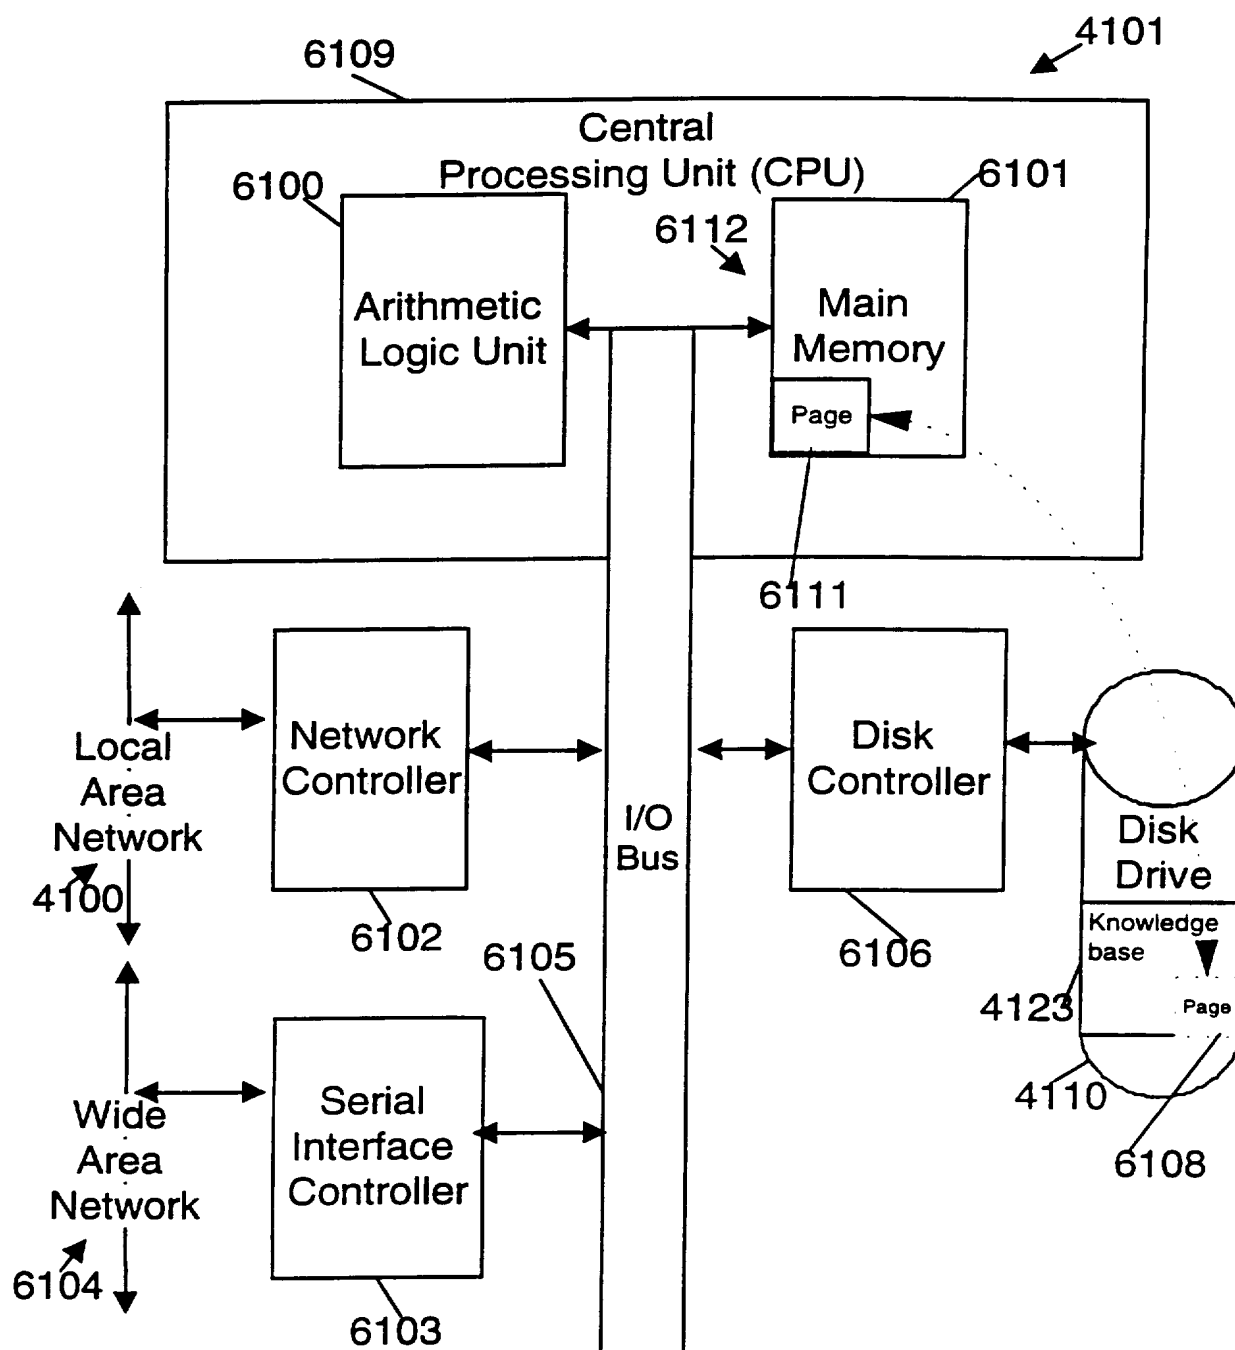 4101
6109
Central
Processing Unit (CPU)
6100
6101
6112
Arithmetic
Logic Unit
Main
Memory
Page
6111
Local
Area
Network
4100
Network
Controller
6102
I/O
Bus
Disk
Controller
6106
Disk
Drive
Knowledge
base
Page
4123
4110
6108
6105
Wide
Area
Network
6104
Serial
Interface
Controller
6103